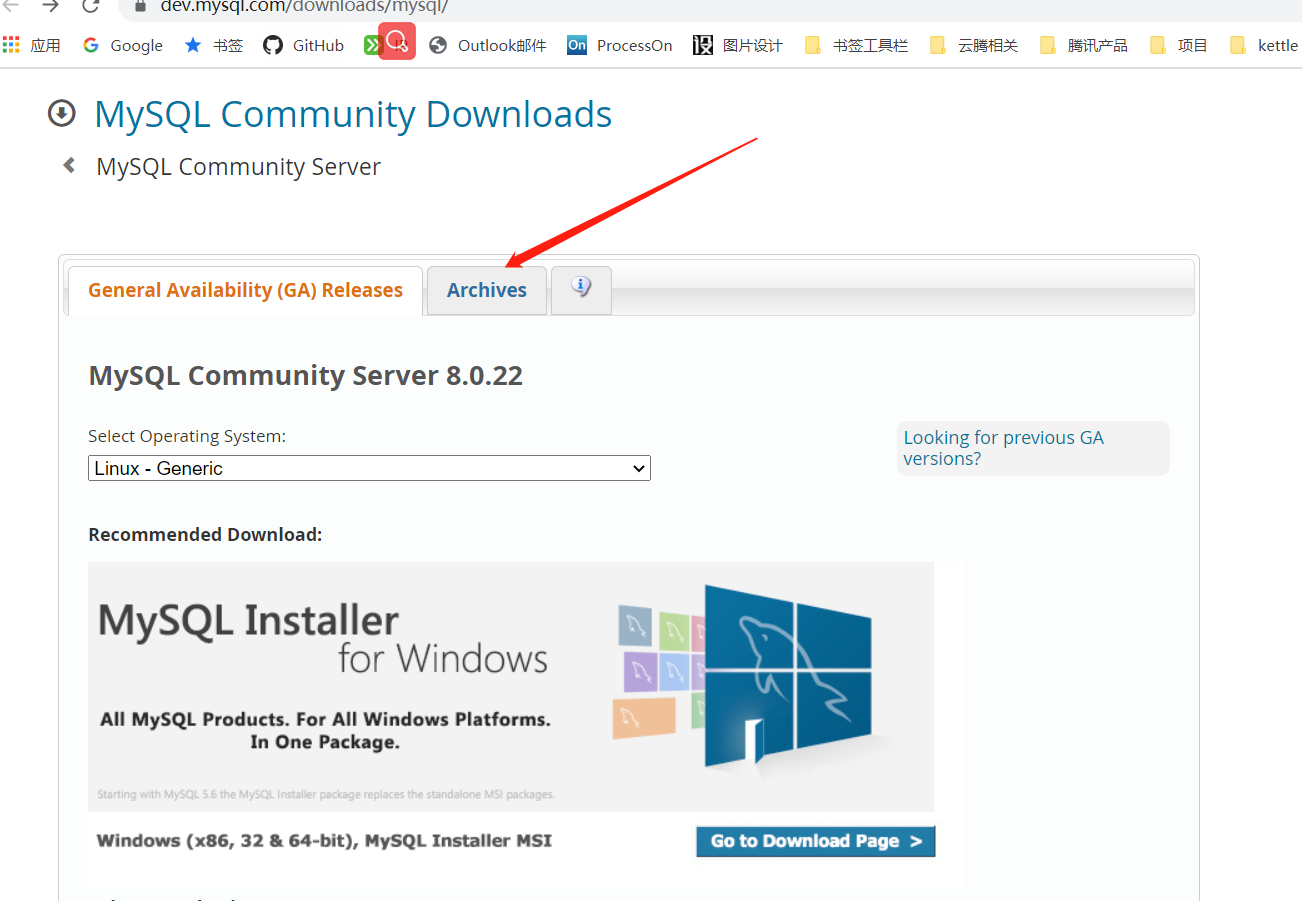 dev.mysql.com/downloads/mysql/
应用 Google 书签 GitHub Outlook邮件 On ProcessOn 图片设计 书签工具栏 云腾相关 腾讯产品 项目 kettle
MySQL Community Downloads
MySQL Community Server
General Availability (GA) Releases Archives
MySQL Community Server 8.0.22
Select Operating System:
Looking for previous GA
versions?
Linux - Generic
Recommended Download:
MySQL Installer
for Windows
All MySQL Products. For All Windows Platforms.
In One Package.
Starting with MySQL 5.6 the MySQL Installer package replaces the standalone MSI packages.
Windows (x86, 32 & 64-bit), MySQL Installer MSI
Go to Download Page >